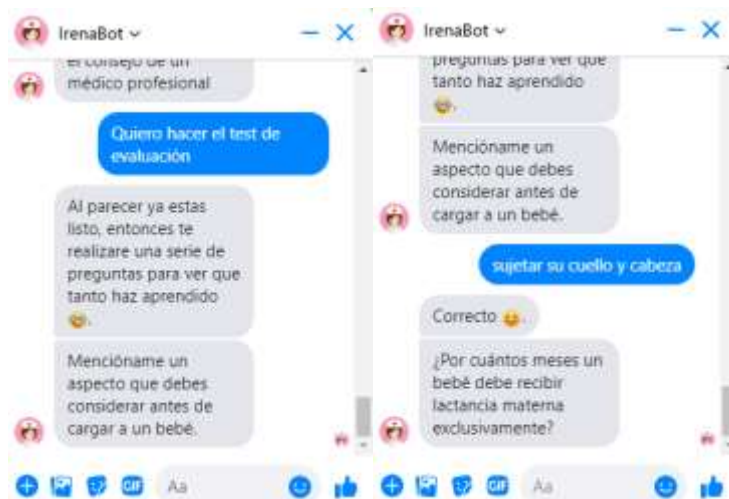 IrenaBot
el consejo de un
médico profesional
Quiero hacer el test de
evaluación
Al parecer ya estas
listo, entonces te
realizare una serie de
preguntas para ver que
tanto haz aprendido
Mencióname un
aspecto que debes
considerar antes de
cargar a un bebé.
GIF
Aa
IrenaBot
preguntas para ver que
tanto haz aprendido
Mencióname un
aspecto que debes
considerar antes de
cargar a un bebé.
sujetar su cuello y cabeza
Correcto 😀.
¿Por cuántos meses un
bebé debe recibir
lactancia materna
exclusivamente?
GIF
Aa